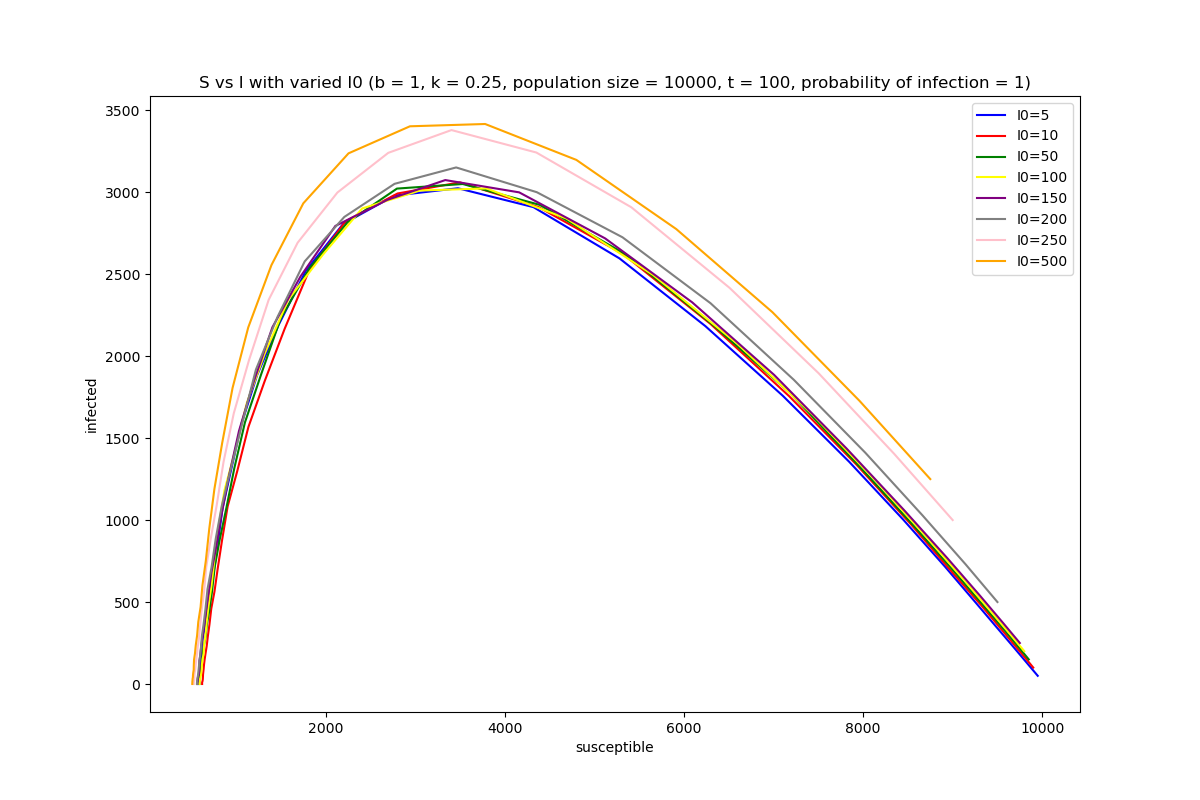 S vs I with varied I0 (b = 1, k = 0.25, population size = 10000, t = 100, probability of infection = 1)
I0=5
I0=10
I0=50
I0=100
I0=150
I0=200
I0=250
I0=500
3500
3000
2500
2000
1500
1000
500
0
infected
2000 4000 6000 8000 10000
susceptible